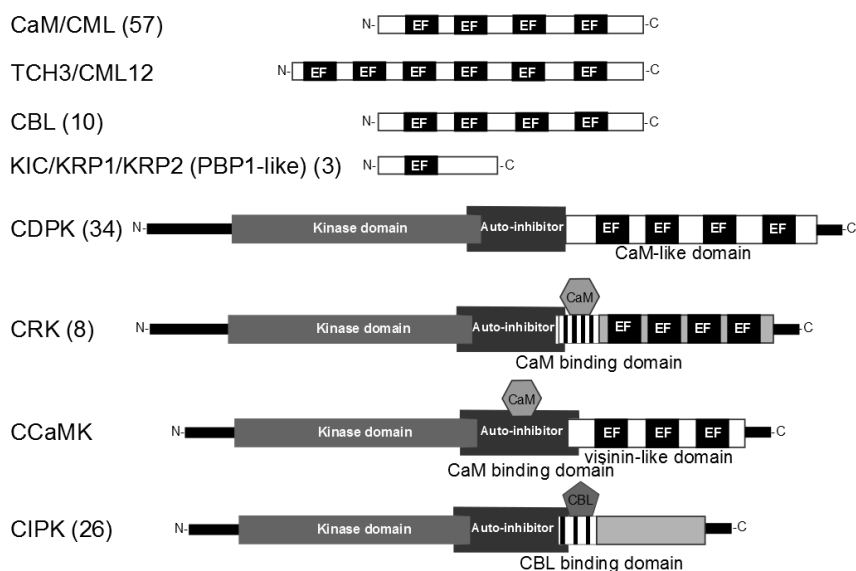 CaM/CML (57) N- EF EF EF EF -C
TCH3/CML12 N- EF EF EF EF EF EF -C
CBL (10) N- EF EF EF EF -C
KIC/KRP1/KRP2 (PBP1-like) (3) N- EF -C
CDPK (34) N- Kinase domain Auto-inhibitor EF EF EF EF -C
CaM-like domain
CaM
CRK (8) N- Kinase domain Auto-inhibitor EF EF EF EF -C
CaM binding domain
CaM
CCaMK N- Kinase domain Auto-inhibitor EF EF EF -C
visinin-like domain
CaM binding domain
CBL
CIPK (26) N- Kinase domain Auto-inhibitor -C
CBL binding domain